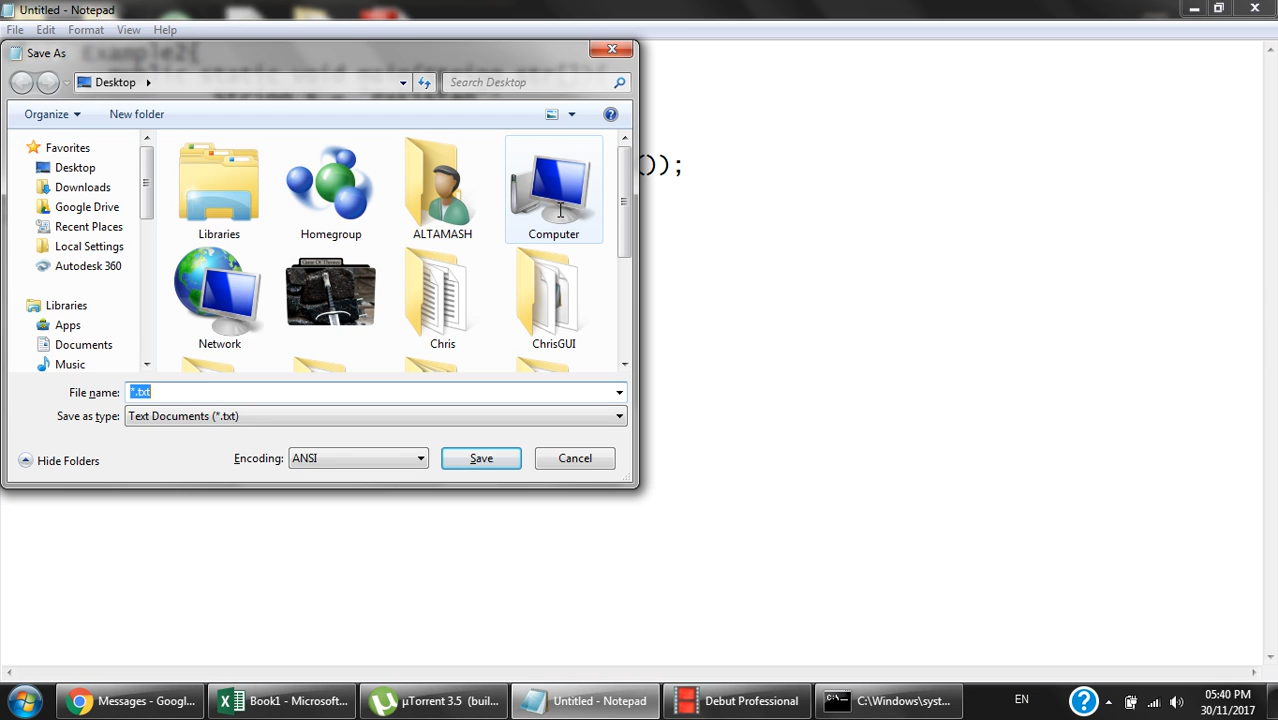 Untitled - Notepad
File Edit Format View Help
Example2{
Save As
Desktop
Search Desktop
Organize
New folder
());
Favorites
Desktop
Downloads
Google Drive
Recent Places
Local Settings
Autodesk 360
Libraries
Apps
Documents
Music
Libraries
Homegroup
ALTAMASH
Computer
Network
Chris
ChrisGUI
File name: *.txt
Save as type: Text Documents (*.txt)
Hide Folders
Encoding: ANSI
Save
Cancel
Messages - Googl...
Book1 - Microsoft...
µTorrent 3.5 (buil...
Untitled - Notepad
Debut Professional
C:\Windows\syst...
EN
05:40 PM
30/11/2017